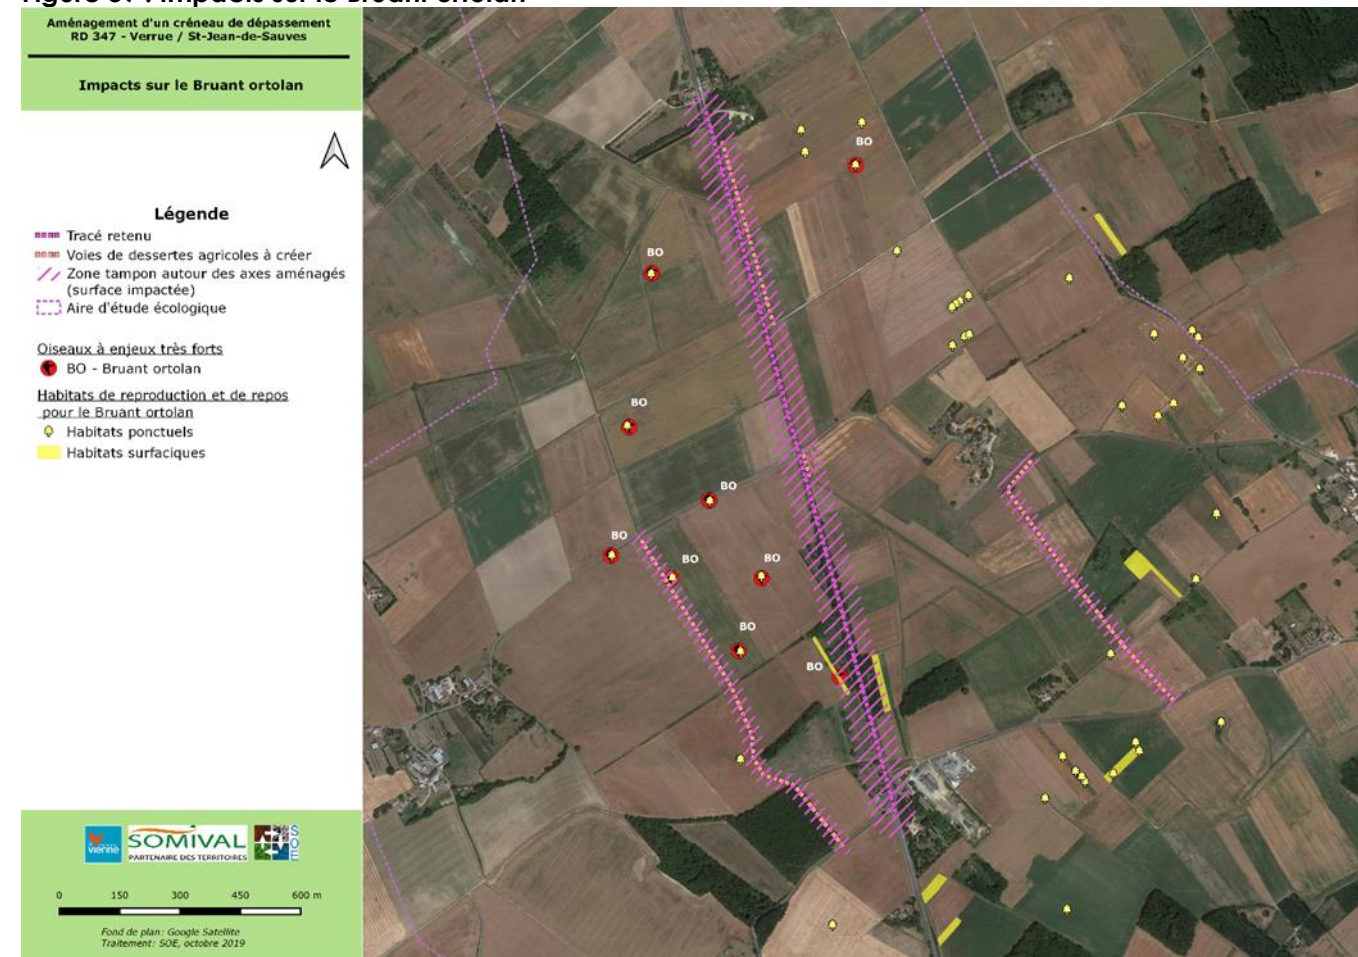 Aménagement d'un créneau de dépassement
RD 347 - Verrue / St-Jean-de-Sauves
Impacts sur le Bruant ortolan
Légende
Tracé retenu
Voies de dessertes agricoles à créer
Zone tampon autour des axes aménagés
(surface impactée)
Aire d'étude écologique
Oiseaux à enjeux très forts
BO - Bruant ortolan
Habitats de reproduction et de repos
pour le Bruant ortolan
Habitats ponctuels
Habitats surfaciques
BO
BO
BO
BO
BO
BO
BO
BO
BO
Vienne
SOMIVAL
PARTENAIRE DES TERRITOIRES
SOE
0 150 300 450 600 m
Fond de plan: Google Satellite
Traitement: SOE, octobre 2019